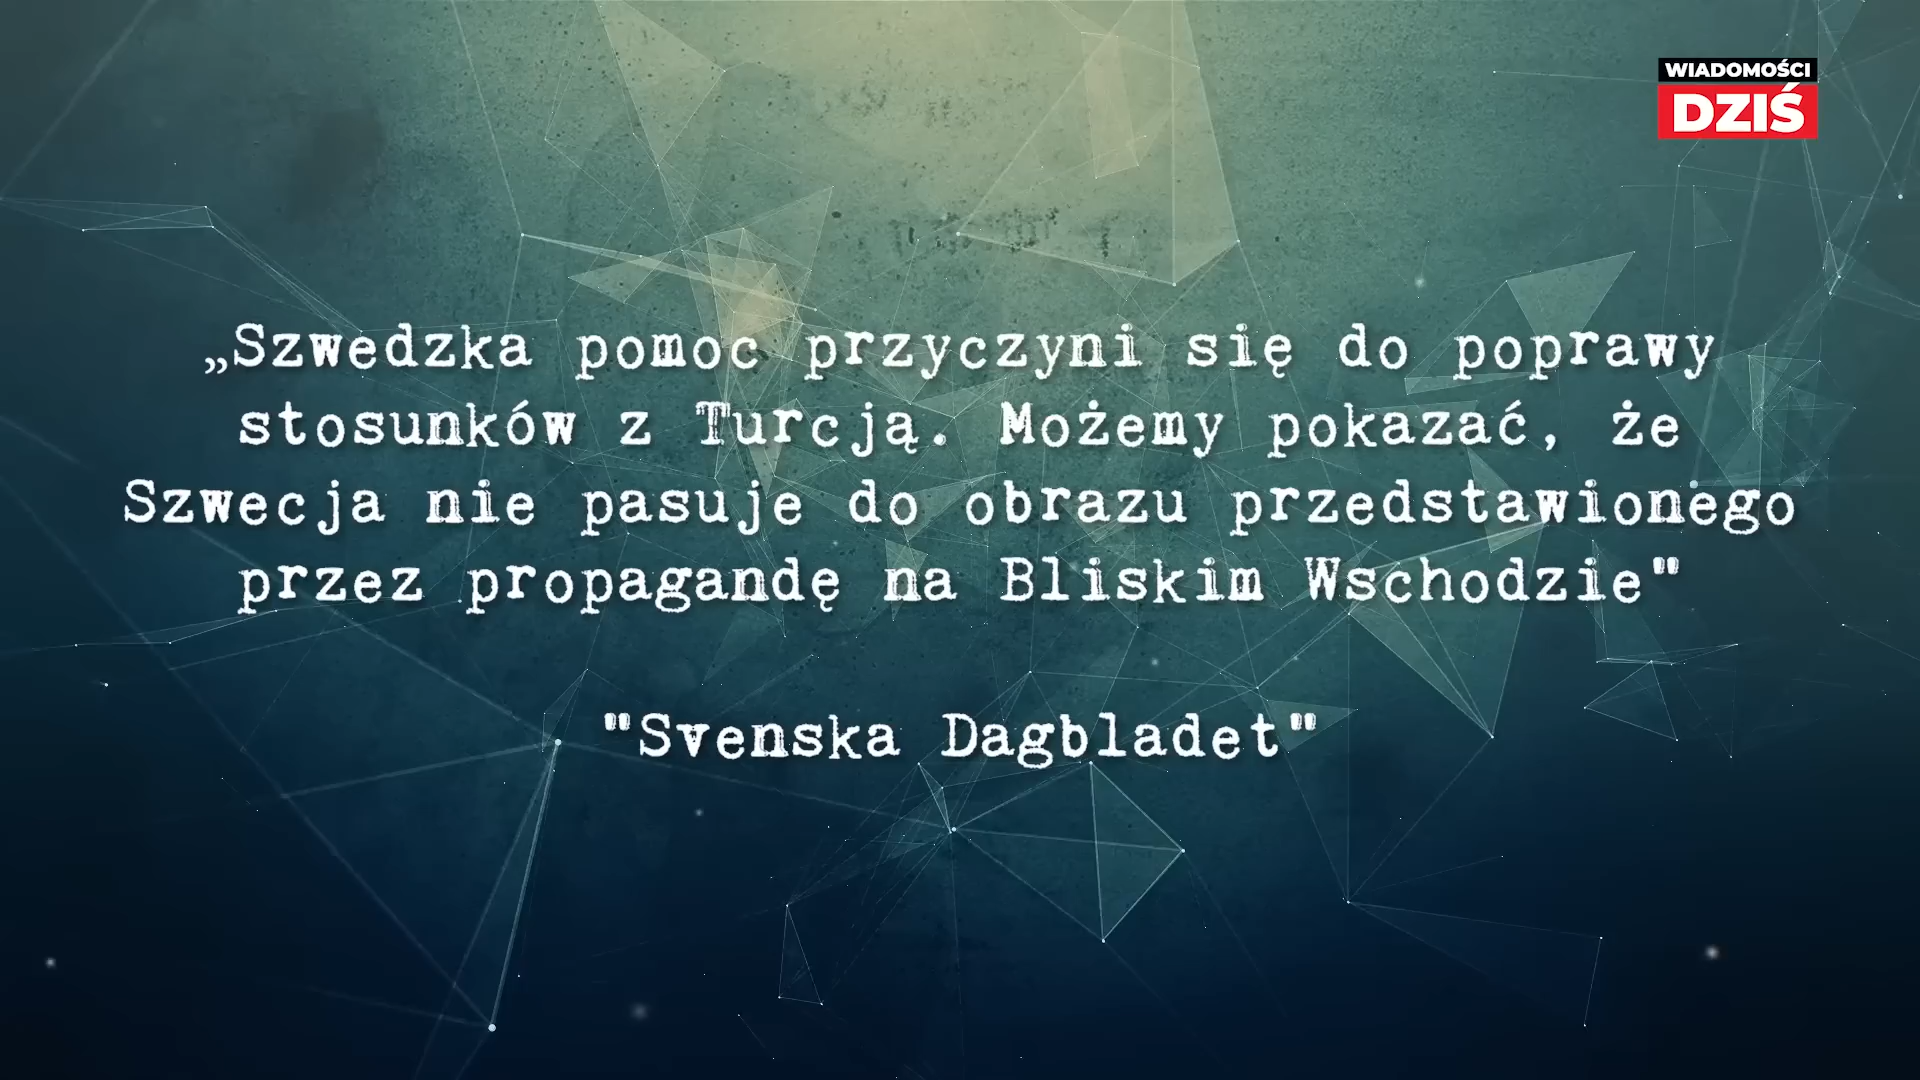 WIADOMOŚCI
DZIŚ
„Szwedzka pomoc przyczyni się do poprawy
stosunków z Turcją. Możemy pokazać, że
Szwecja nie pasuje do obrazu przedstawionego
przez propagandę na Bliskim Wschodzie"
"Svenska Dagbladet"